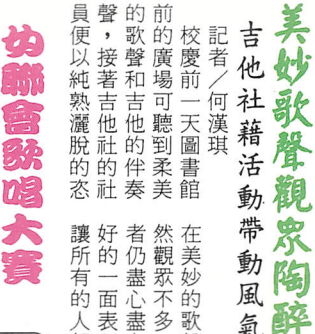 美妙歌聲觀眾陶醉
吉他社藉活動帶動風氣
記者／何漢琪
校慶前一天圖書館
前的廣場可聽到柔美
的歌聲和吉他的伴奏
聲，接著吉他社的社
員便以純熟灑脫的恣
在美妙的歌
然觀眾不多
者仍盡心盡
好的一面表
讓所有的人
幼聯會歌唱大賽